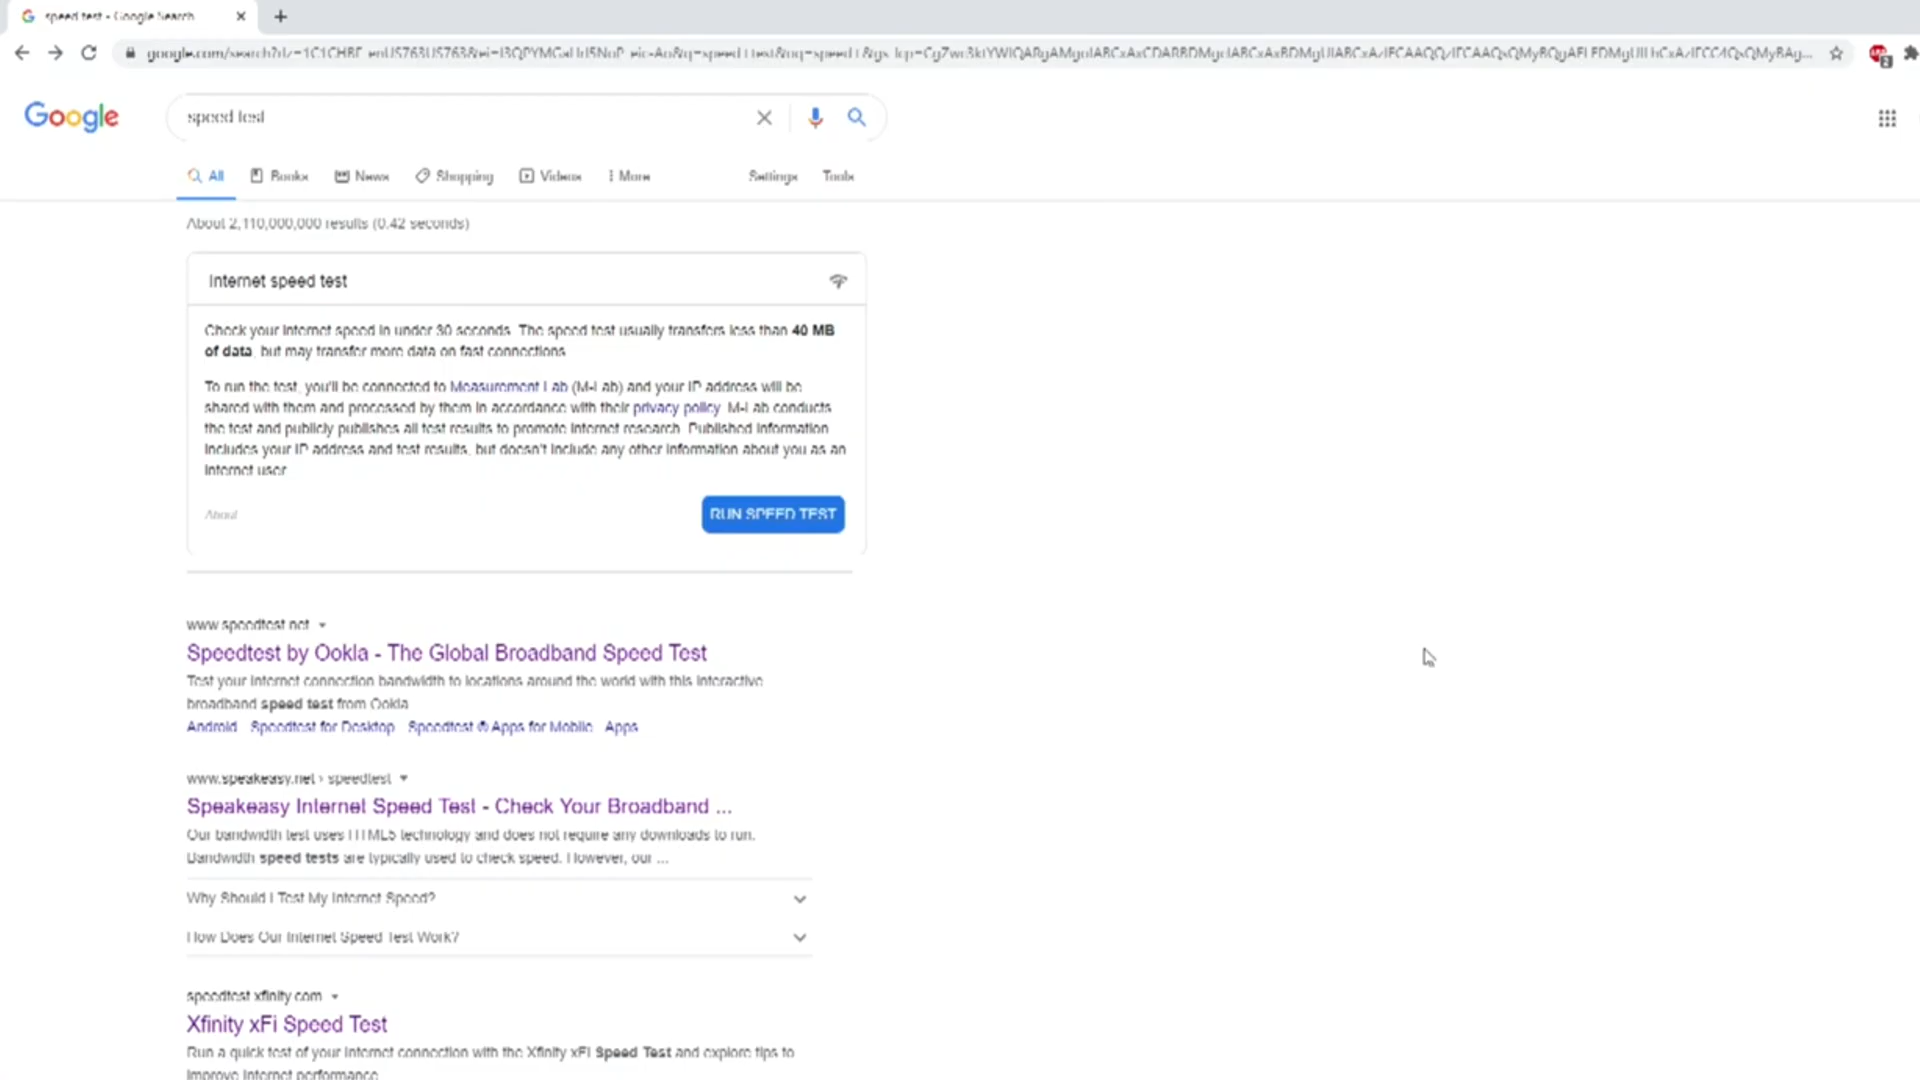 speed test - Google Search
Google
speed test
All Books News Shopping Videos More Settings Tools
About 2,110,000,000 results (0.42 seconds)
Internet speed test
Check your Internet speed in under 30 seconds. The speed test usually transfers less than 40 MB
of data, but may transfer more data on fast connections.
To run the test, you'll be connected to Measurement Lab (M-Lab) and your IP address will be
shared with them and processed by them in accordance with their privacy policy. M-Lab conducts
the test and publicly publishes all test results to promote Internet research. Published information
includes your IP address and test results, but doesn't include any other information about you as an
Internet user.
About
RUN SPEED TEST
www.speedtest.net
Speedtest by Ookla - The Global Broadband Speed Test
Test your Internet connection bandwidth to locations around the world with this interactive
broadband speed test from Ookla
Android Speedtest for Desktop Speedtest ® Apps for Mobile Apps
www.speakeasy.net › speedtest
Speakeasy Internet Speed Test - Check Your Broadband ...
Our bandwidth test uses HTML5 technology and does not require any downloads to run.
Bandwidth speed tests are typically used to check speed. However, our ...
Why Should I Test My Internet Speed?
How Does Our Internet Speed Test Work?
speedtest.xfinity.com
Xfinity xFi Speed Test
Run a quick test of your Internet connection with the Xfinity xFi Speed Test and explore tips to
improve Internet performance